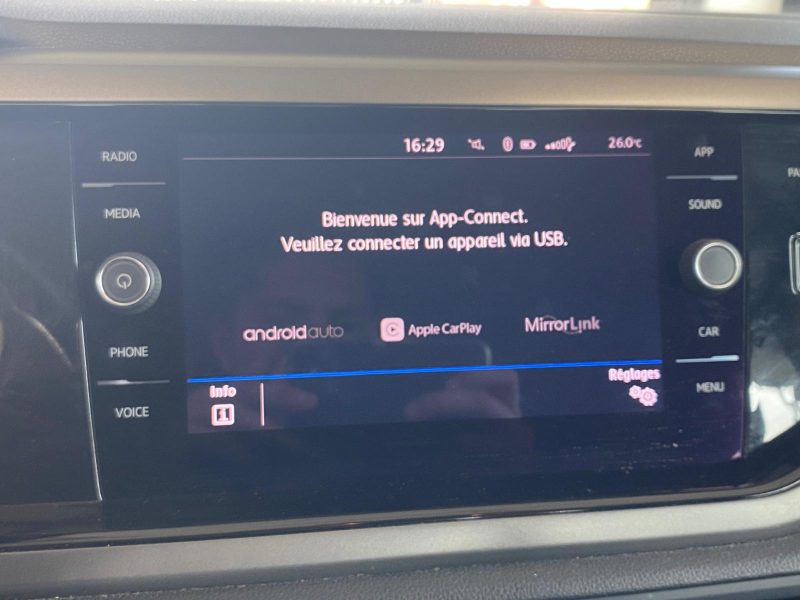 RADIO
MEDIA
PHONE
VOICE
16:29
26.0°C
Bienvenue sur App-Connect.
Veuillez connecter un appareil via USB.
androidauto
Apple CarPlay
MirrorLink
Info
Réglages
APP
SOUND
CAR
MENU